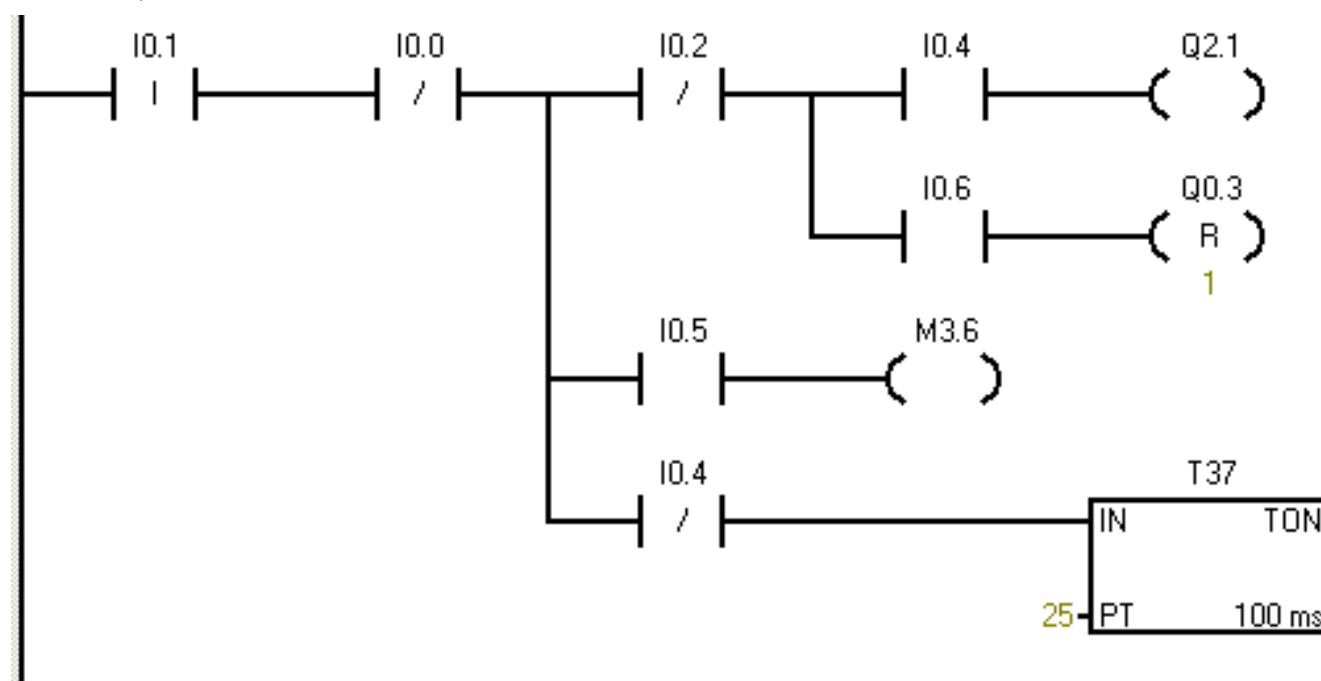 I0.1 I0.0 I0.2 I0.4 Q2.1
I / /
I0.6 Q0.3
R
1
I0.5 M3.6
I0.4 T37
/ IN TON
25 PT 100 ms